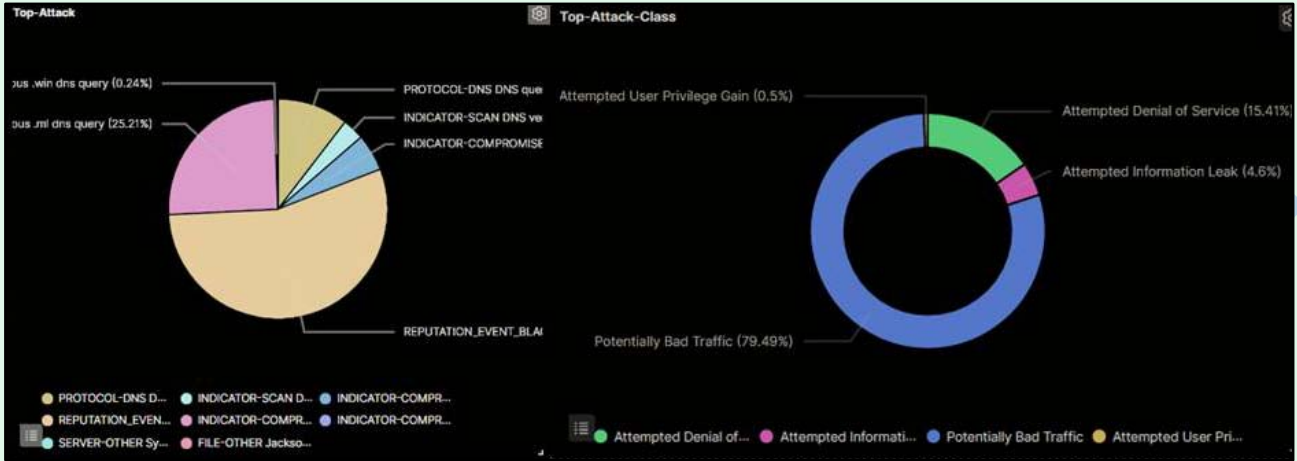 Top-Attack
ous .win dns query (0.24%)
ous .ml dns query (25.21%)
PROTOCOL-DNS DNS que
INDICATOR-SCAN DNS ve
INDICATOR-COMPROMISE
REPUTATION_EVENT_BLA
PROTOCOL-DNS D...
INDICATOR-SCAN D...
INDICATOR-COMPR...
REPUTATION_EVEN...
INDICATOR-COMPR...
INDICATOR-COMPR...
SERVER-OTHER Sy...
FILE-OTHER Jackso...
Top-Attack-Class
Attempted User Privilege Gain (0.5%)
Attempted Denial of Service (15.41%)
Attempted Information Leak (4.6%)
Potentially Bad Traffic (79.49%)
Attempted Denial of...
Attempted Informati...
Potentially Bad Traffic
Attempted User Pri...